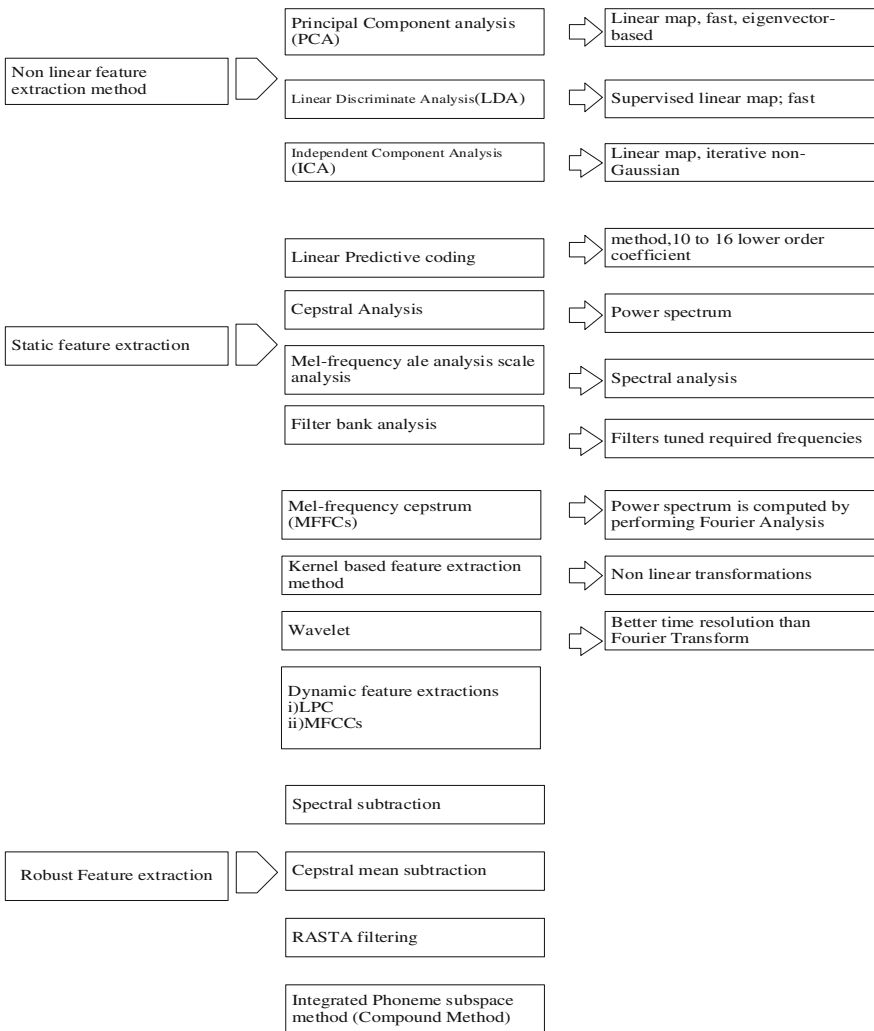 Principal Component analysis
(PCA)
Linear map, fast, eigenvector-
based
Non linear feature
extraction method
Linear Discriminate Analysis(LDA)
Supervised linear map; fast
Independent Component Analysis
(ICA)
Linear map, iterative non-
Gaussian
Linear Predictive coding
method,10 to 16 lower order
coefficient
Static feature extraction
Cepstral Analysis
Power spectrum
Mel-frequency ale analysis scale
analysis
Spectral analysis
Filter bank analysis
Filters tuned required frequencies
Mel-frequency cepstrum
(MFFCs)
Power spectrum is computed by
performing Fourier Analysis
Kernel based feature extraction
method
Non linear transformations
Wavelet
Better time resolution than
Fourier Transform
Dynamic feature extractions
i)LPC
ii)MFCCs
Spectral subtraction
Robust Feature extraction
Cepstral mean subtraction
RASTA filtering
Integrated Phoneme subspace
method (Compound Method)